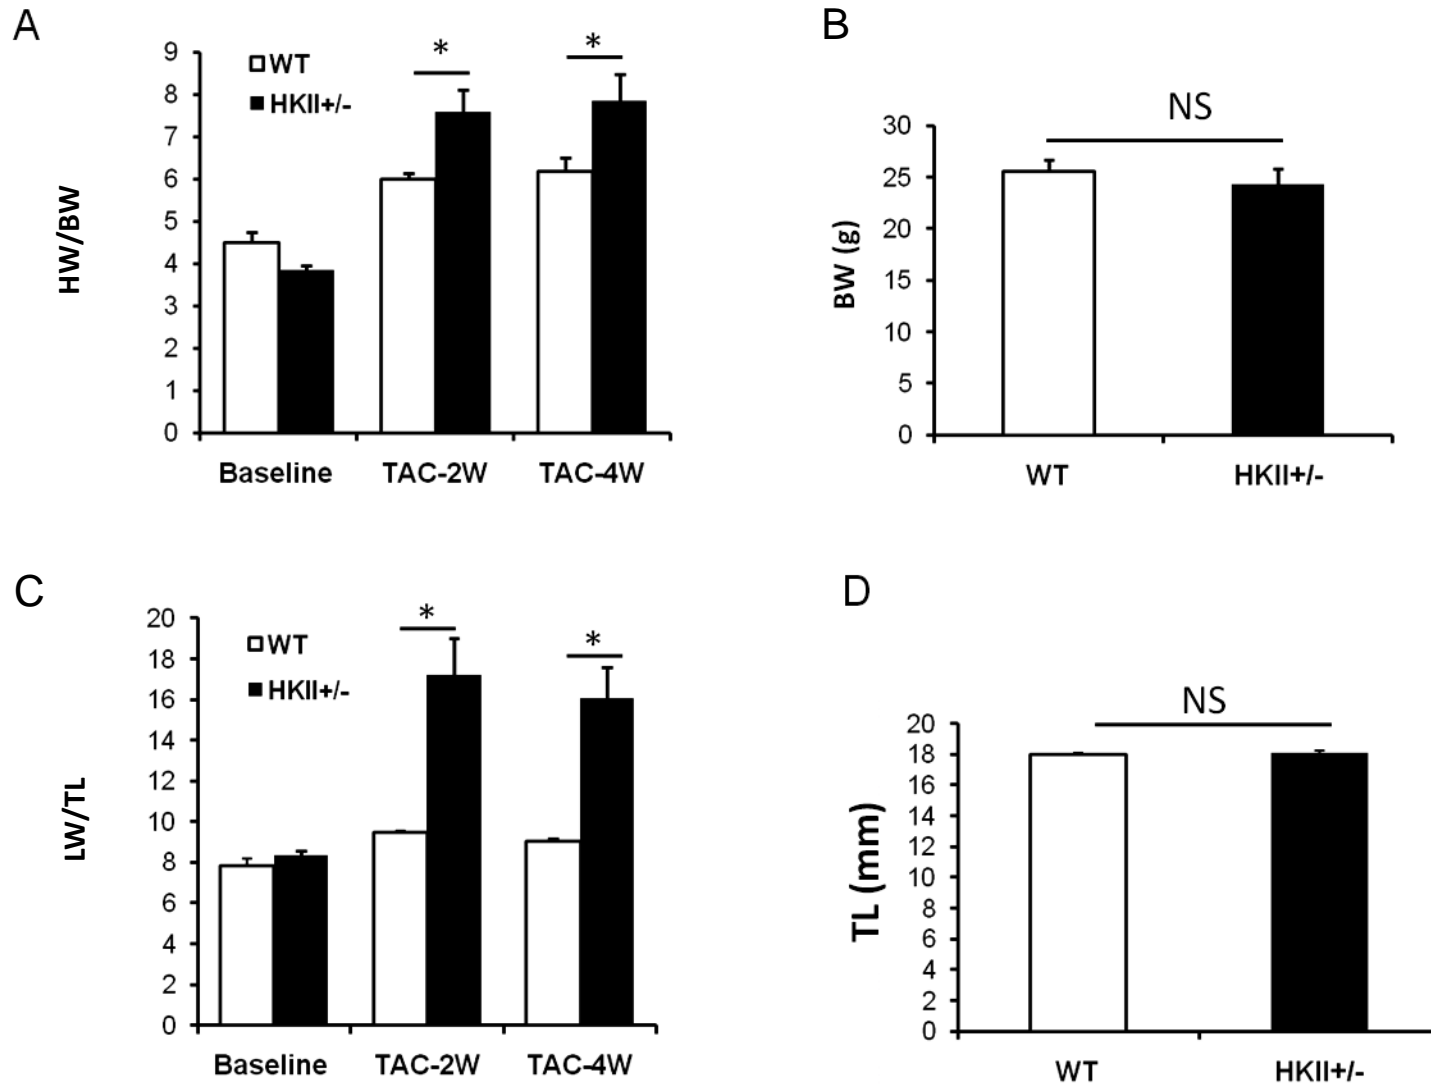 A
9
8
7
6
5
4
3
2
1
0
HW/BW
WT
HKII+/-
*
*
Baseline TAC-2W TAC-4W
B
NS
30
25
20
15
10
5
0
BW (g)
WT HKII+/-
C
20
18
16
14
12
10
8
6
4
2
0
LW/TL
WT
HKII+/-
*
*
Baseline TAC-2W TAC-4W
D
NS
20
18
16
14
12
10
8
6
4
2
0
TL (mm)
WT HKII+/-